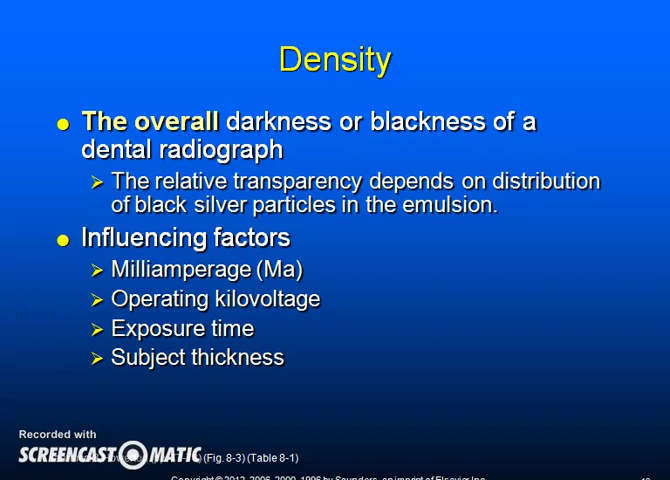 Density
The overall darkness or blackness of a
dental radiograph
The relative transparency depends on distribution
of black silver particles in the emulsion.
Influencing factors
Milliamperage (Ma)
Operating kilovoltage
Exposure time
Subject thickness
Recorded with
SCREENCAST MATIC
(Fig. 8-3) (Table 8-1)
Copyright © 2012, 2006, 2000, 1996 by Saunders, an imprint of Elsevier Inc.